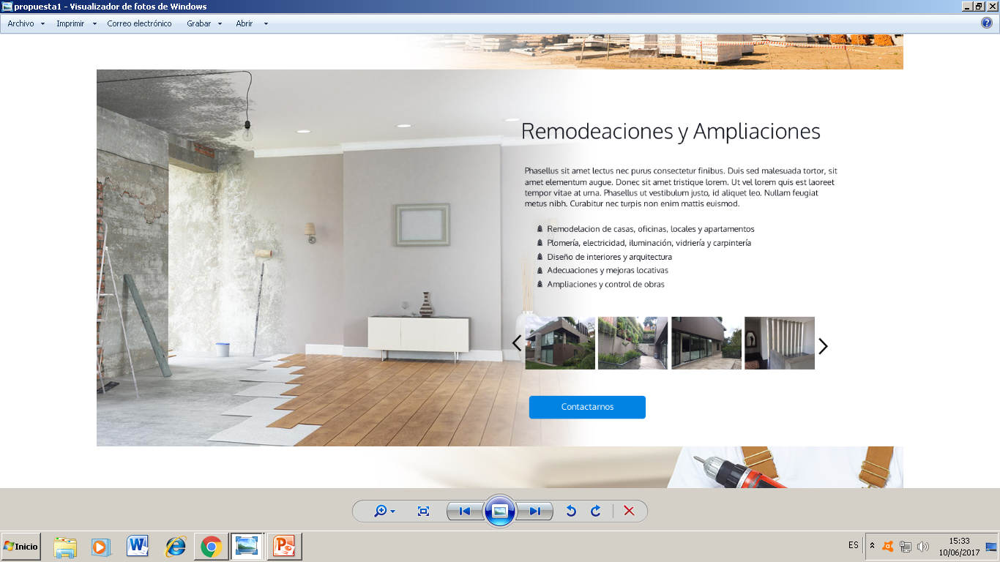 propuesta1 - Visualizador de fotos de Windows
Archivo Imprimir Correo electrónico Grabar Abrir
Remodeaciones y Ampliaciones
Phasellus sit amet lectus nec purus consectetur finibus. Duis sed malesuada tortor, sit
amet elementum augue. Donec sit amet tristique lorem. Ut vel lorem quis est laoreet
tempor vitae at urna. Phasellus ut vestibulum justo, id aliquet leo. Nullam feugiat
metus nibh. Curabitur nec turpis non enim mattis euismod.
Remodelacion de casas, oficinas, locales y apartamentos
Plomería, electricidad, iluminación, vidriería y carpintería
Diseño de interiores y arquitectura
Adecuaciones y mejoras locativas
Ampliaciones y control de obras
Contactarnos
Inicio
ES
15:33
10/06/2017